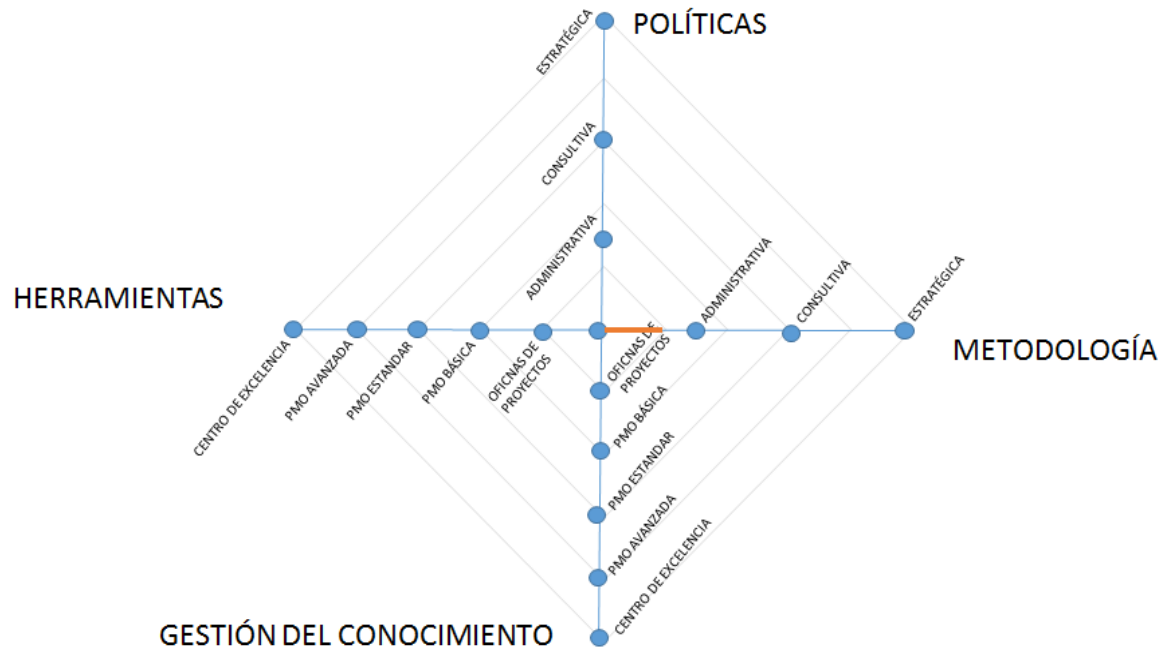 POLÍTICAS
ESTRATÉGICA
CONSULTIVA
ADMINISTRATIVA
HERRAMIENTAS
CENTRO DE EXCELENCIA
PMO AVANZADA
PMO ESTANDAR
PMO BÁSICA
OFICNAS DE
PROYECTOS
ADMINISTRATIVA
CONSULTIVA
ESTRATÉGICA
METODOLOGÍA
OFICNAS DE
PROYECTOS
PMO BÁSICA
PMO ESTANDAR
PMO AVANZADA
CENTRO DE EXCELENCIA
GESTIÓN DEL CONOCIMIENTO